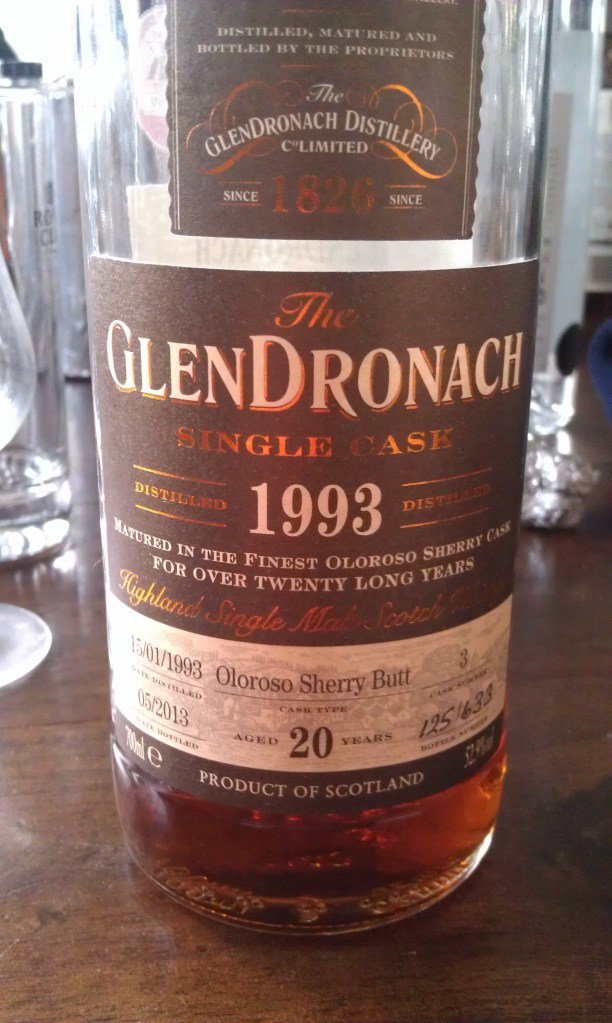 DISTILLED, MATURED AND
BOTTLED BY THE PROPRIETORS
The
GLENDRONACH DISTILLERY
Co LIMITED
SINCE 1826 SINCE
The
GLENDRONACH
SINGLE CASK
DISTILLED 1993 DISTILLED
MATURED IN THE FINEST OLOROSO SHERRY CASK
FOR OVER TWENTY LONG YEARS
Highland Single Malt Scotch
15/01/1993 Oloroso Sherry Butt 3
DATE DISTILLED CASK TYPE CASK NUMBER
05/2013 AGED 20 YEARS 125/633
DATE BOTTLED BOTTLE NUMBER
700ml e PRODUCT OF SCOTLAND